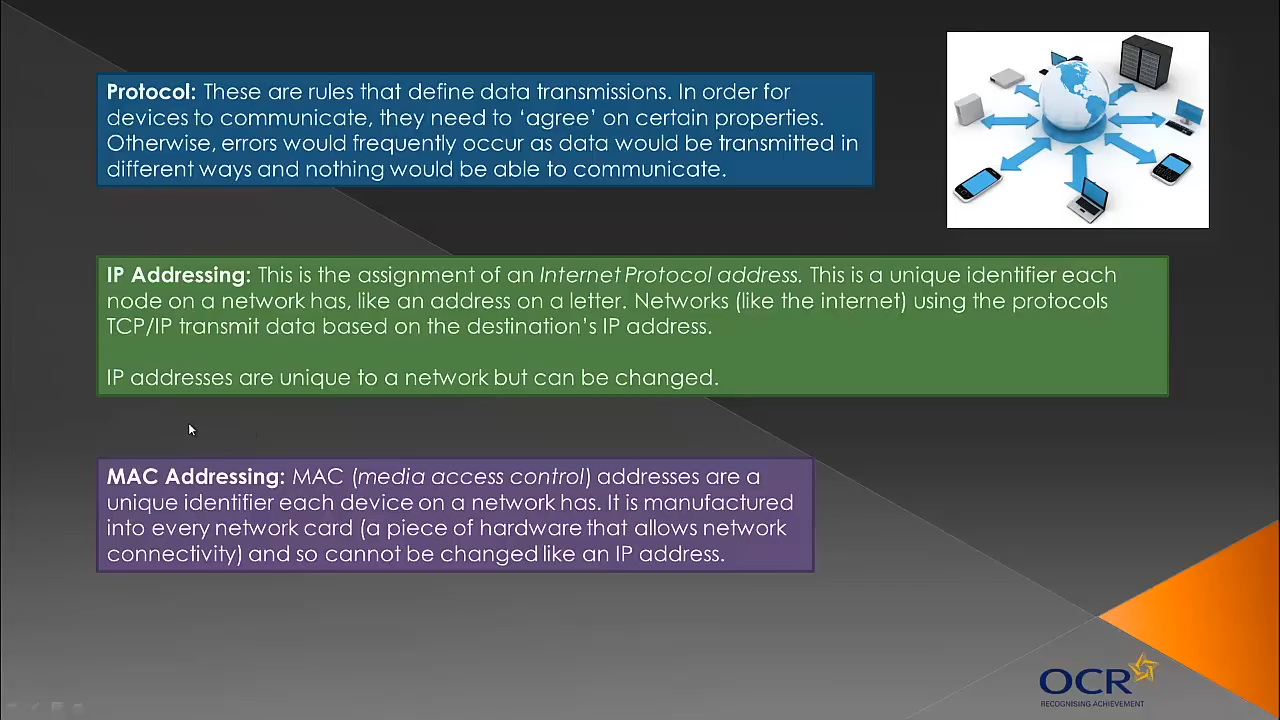 Protocol: These are rules that define data transmissions. In order for
devices to communicate, they need to ‘agree’ on certain properties.
Otherwise, errors would frequently occur as data would be transmitted in
different ways and nothing would be able to communicate.
IP Addressing: This is the assignment of an Internet Protocol address. This is a unique identifier each
node on a network has, like an address on a letter. Networks (like the internet) using the protocols
TCP/IP transmit data based on the destination’s IP address.
IP addresses are unique to a network but can be changed.
MAC Addressing: MAC (media access control) addresses are a
unique identifier each device on a network has. It is manufactured
into every network card (a piece of hardware that allows network
connectivity) and so cannot be changed like an IP address.
OCR
RECOGNISING ACHIEVEMENT